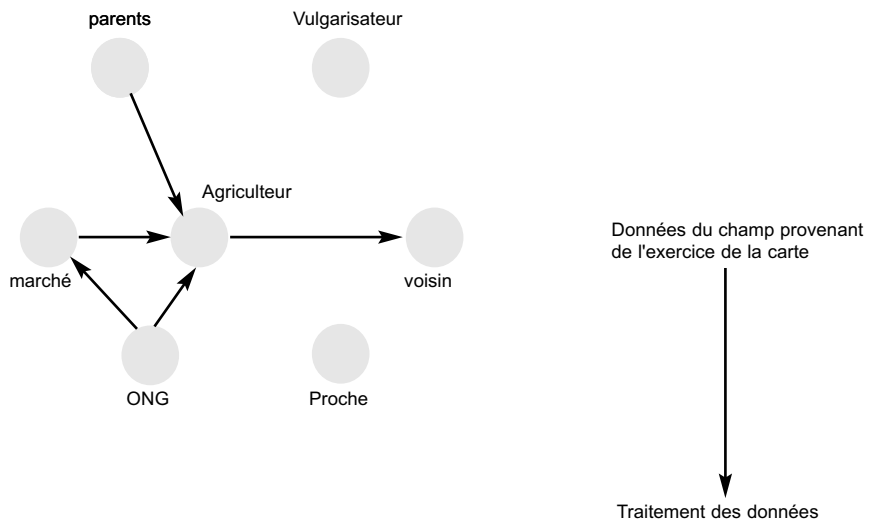 parents
Vulgarisateur
Agriculteur
marché
voisin
ONG
Proche
Données du champ provenant
de l'exercice de la carte
Traitement des données